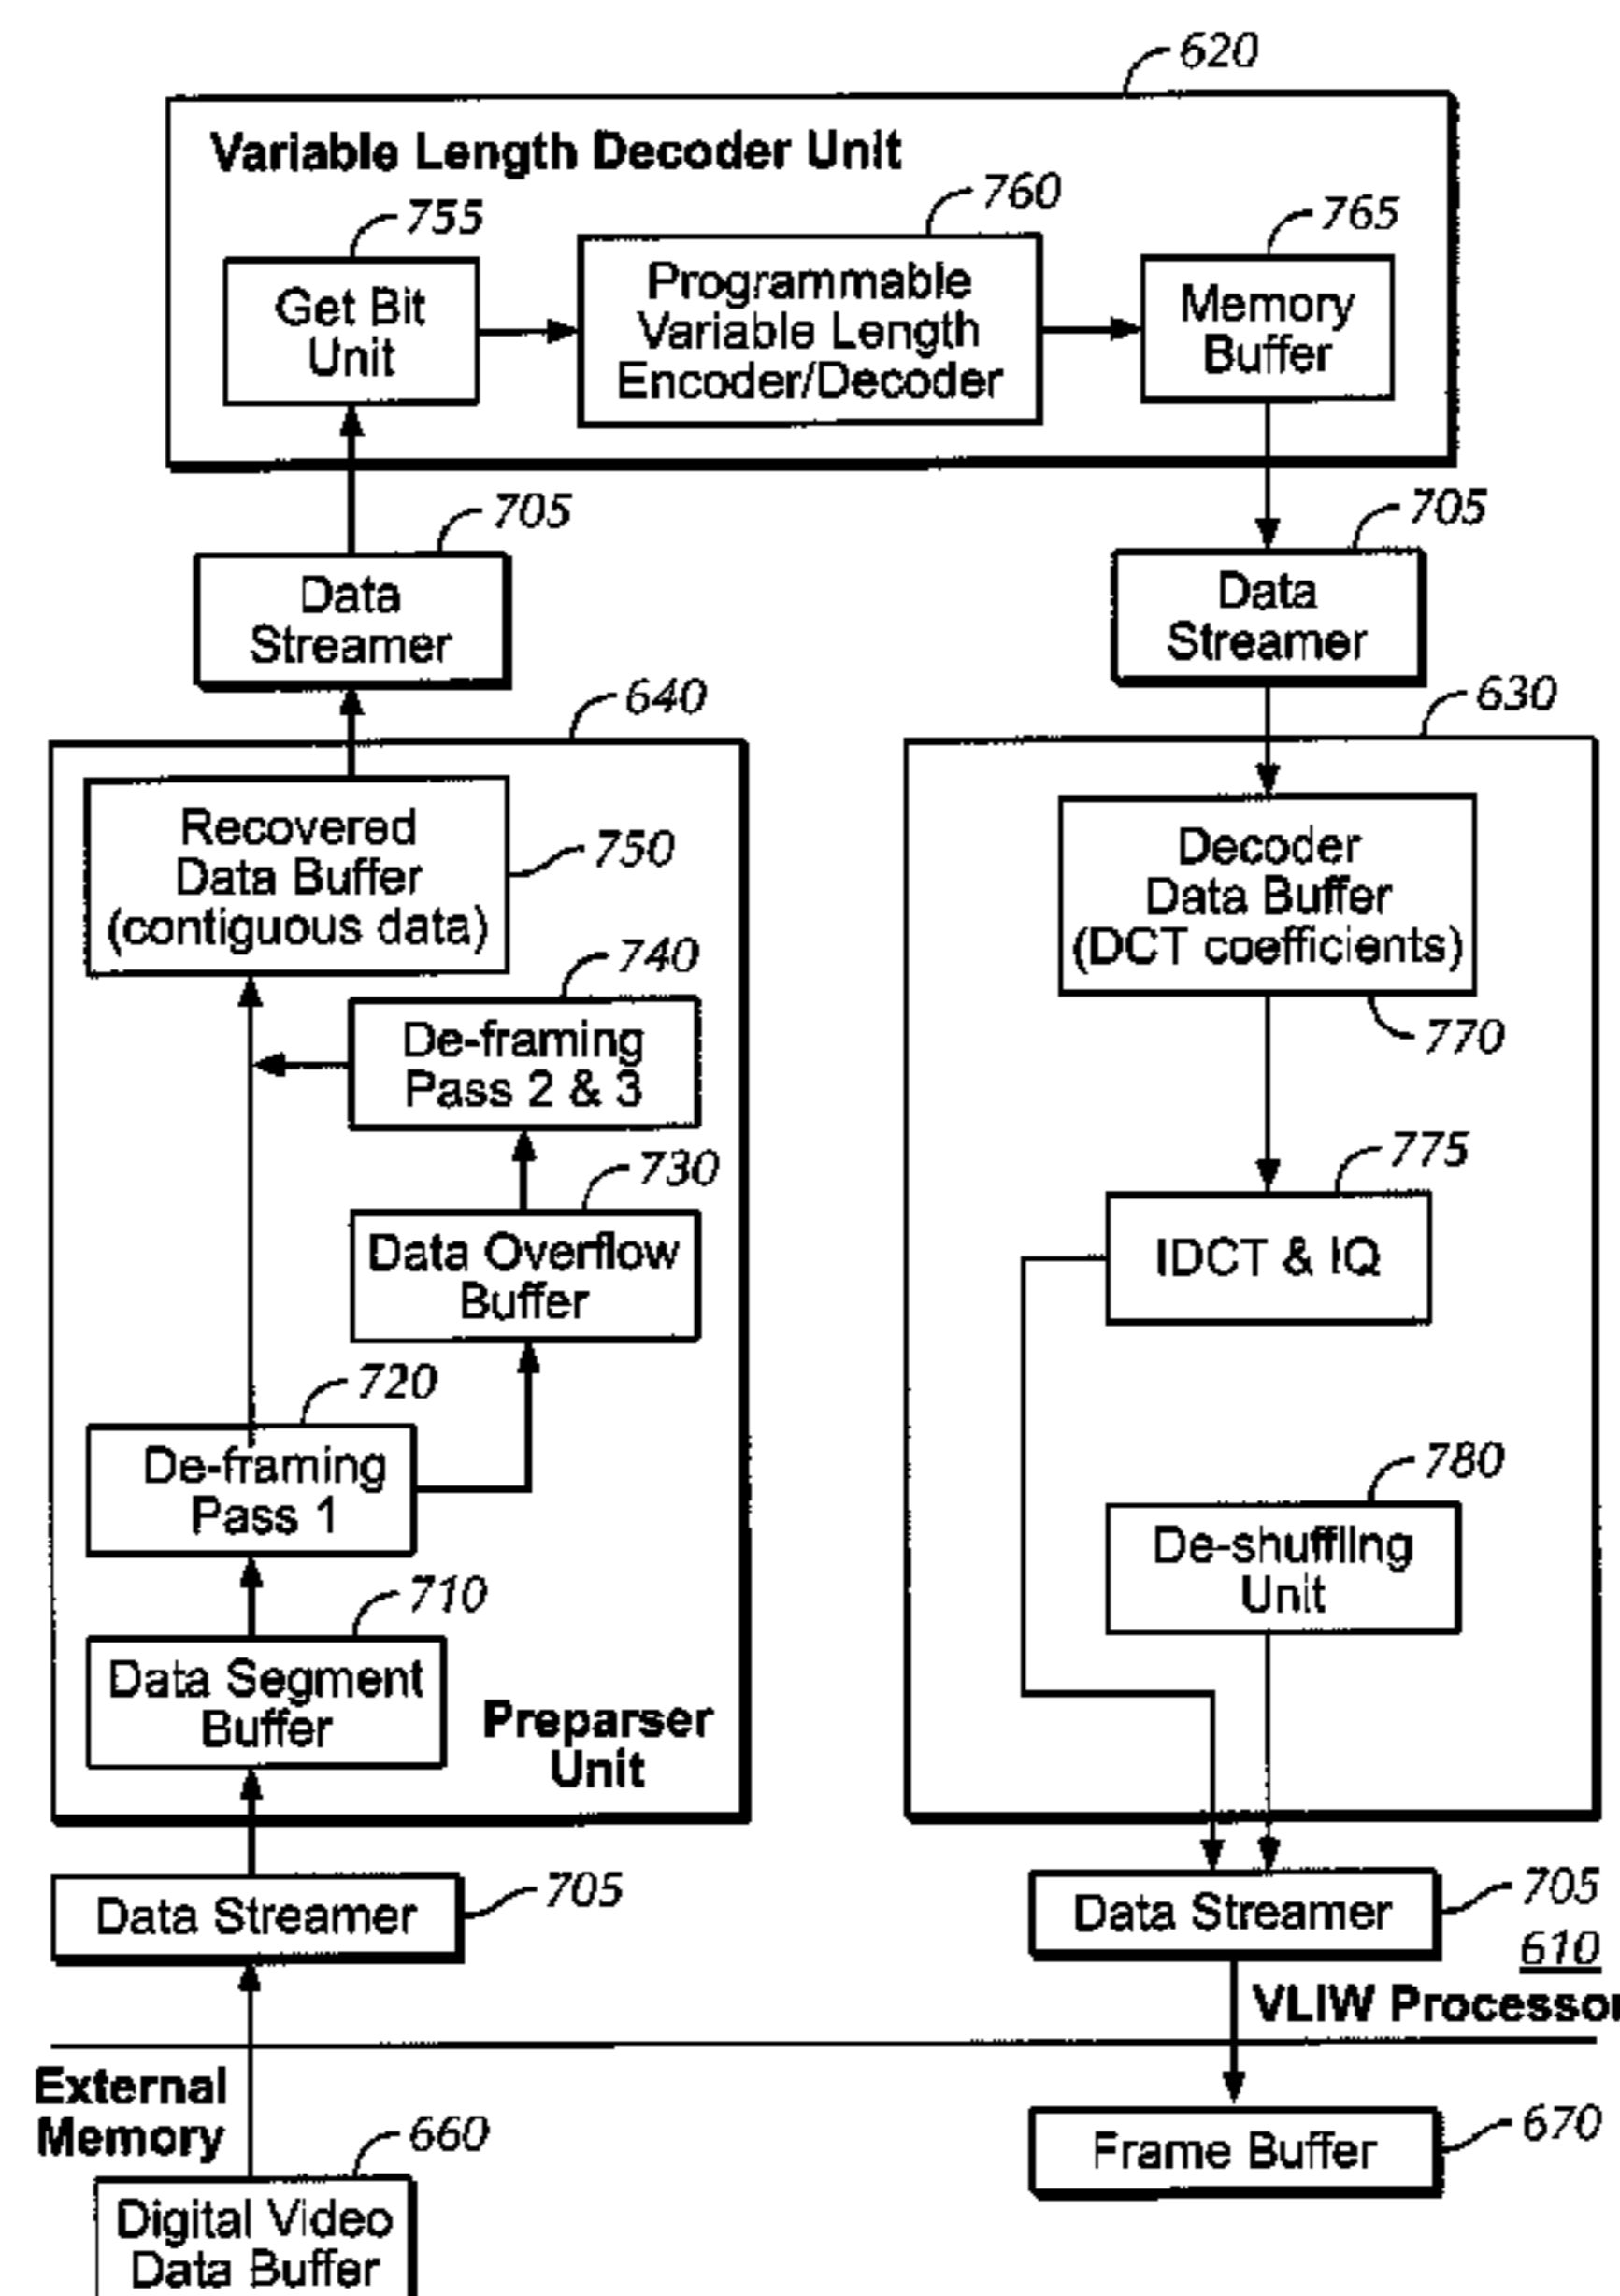 620
Variable Length Decoder Unit
755
760
765
Get Bit
Unit
Programmable
Variable Length
Encoder/Decoder
Memory
Buffer
705
705
Data
Streamer
Data
Streamer
640
630
Recovered
Data Buffer
(contiguous data)
750
Decoder
Data Buffer
(DCT coefficients)
770
740
De-framing
Pass 2 & 3
730
775
Data Overflow
Buffer
IDCT & IQ
720
De-framing
Pass 1
780
De-shuffling
Unit
710
Data Segment
Buffer
Preparser
Unit
Data Streamer
705
Data Streamer
705
610
VLIW Processor
External
Memory
660
Frame Buffer
670
Digital Video
Data Buffer